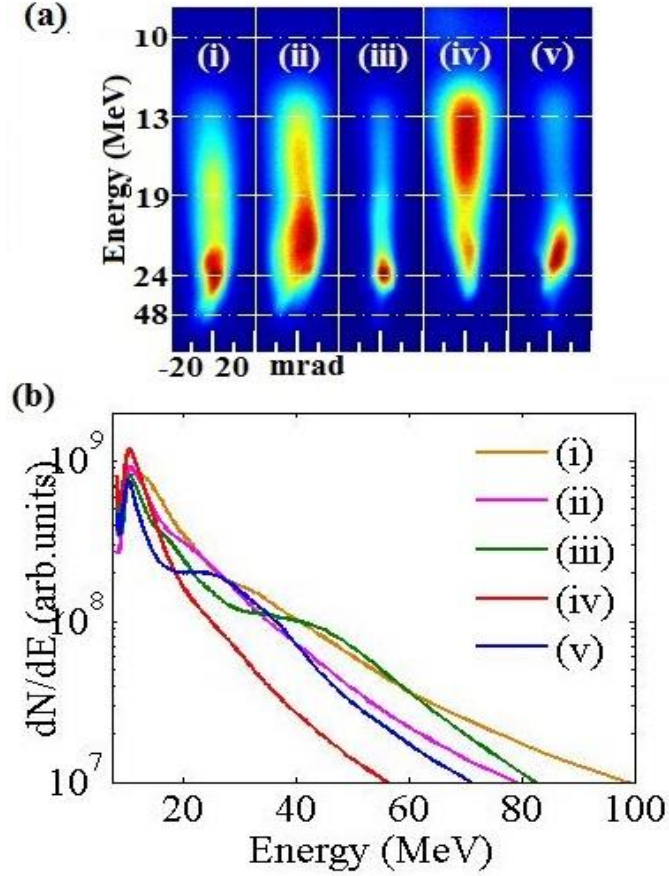 (a)
(i) (ii) (iii) (iv) (v)
10
13
19
24
48
Energy (MeV)
-20 20 mrad
(b)
10^9
10^8
10^7
dN/dE (arb.units)
(i)
(ii)
(iii)
(iv)
(v)
20 40 60 80 100
Energy (MeV)